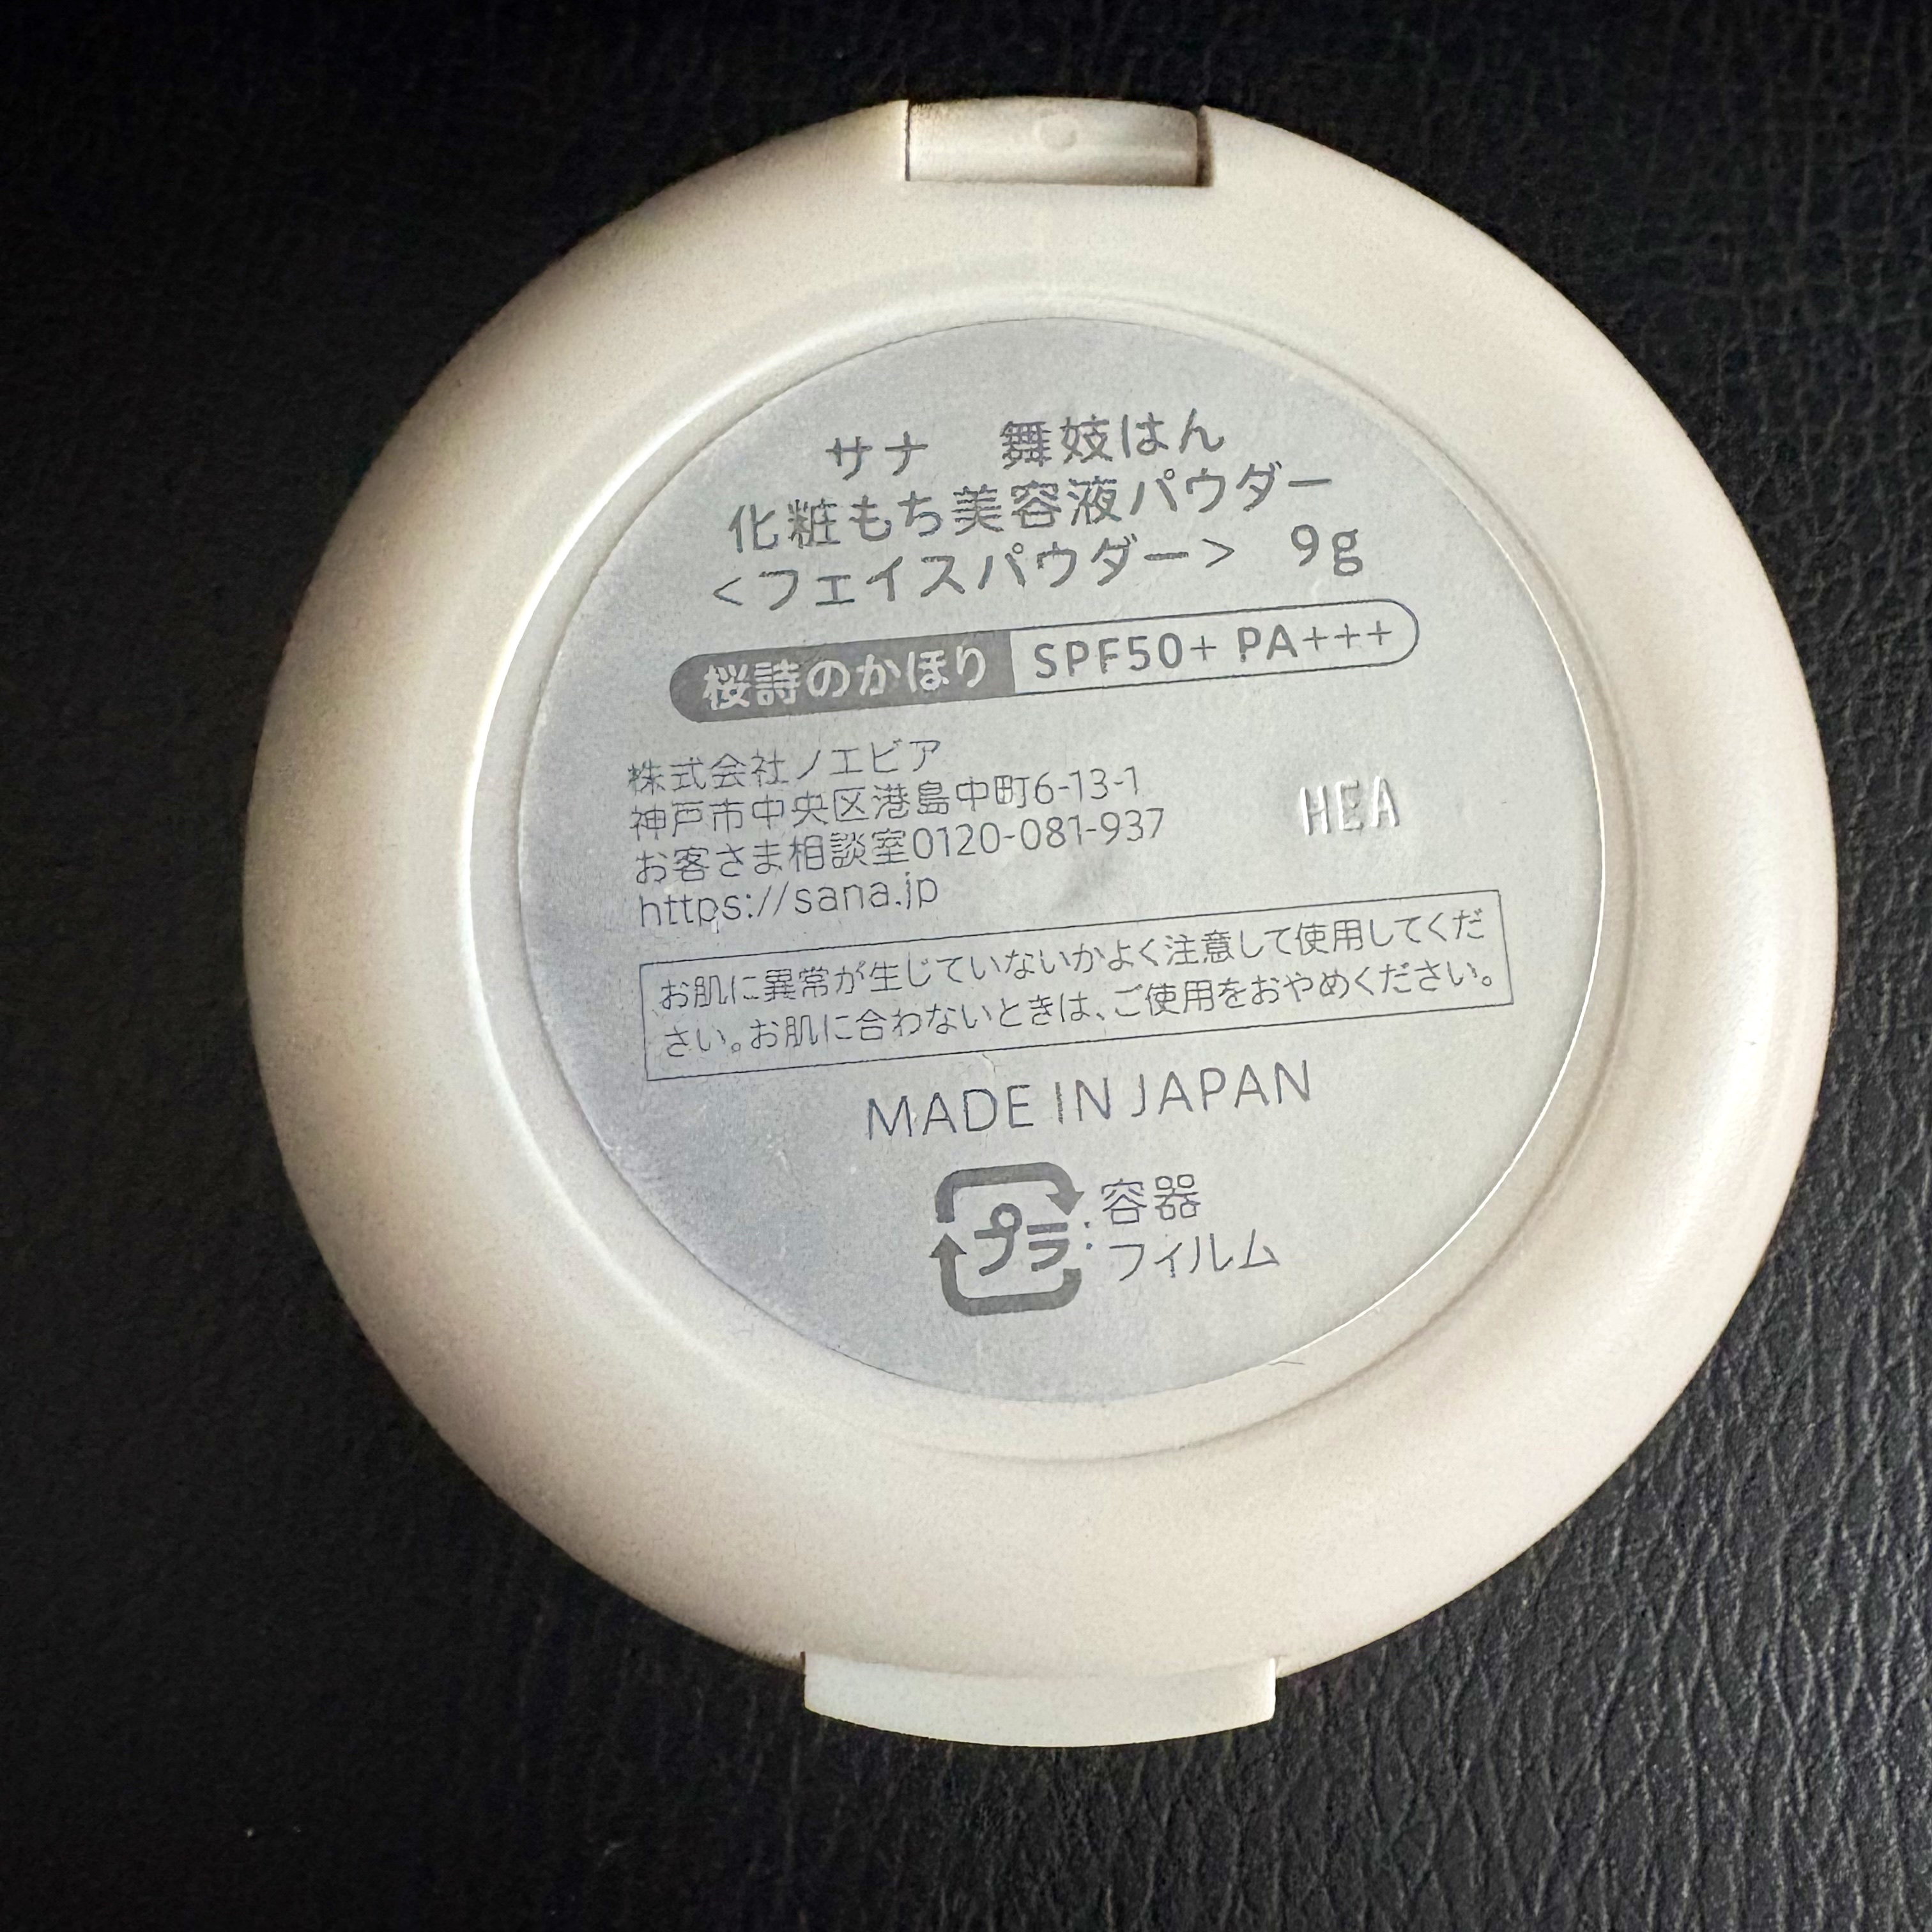 サナ　舞妓はん
化粧もち美容液パウダー
<フェイスパウダー>　9g
桜詩のかほり SPF50+ PA+++
株式会社ノエビア
神戸市中央区港島中町6-13-1
お客さま相談室0120-081-937
https://sana.jp
HEA
お肌に異常が生じていないかよく注意して使用してくだ
さい。お肌に合わないときは、ご使用をおやめください。
MADE IN JAPAN
プラ：容器
フィルム